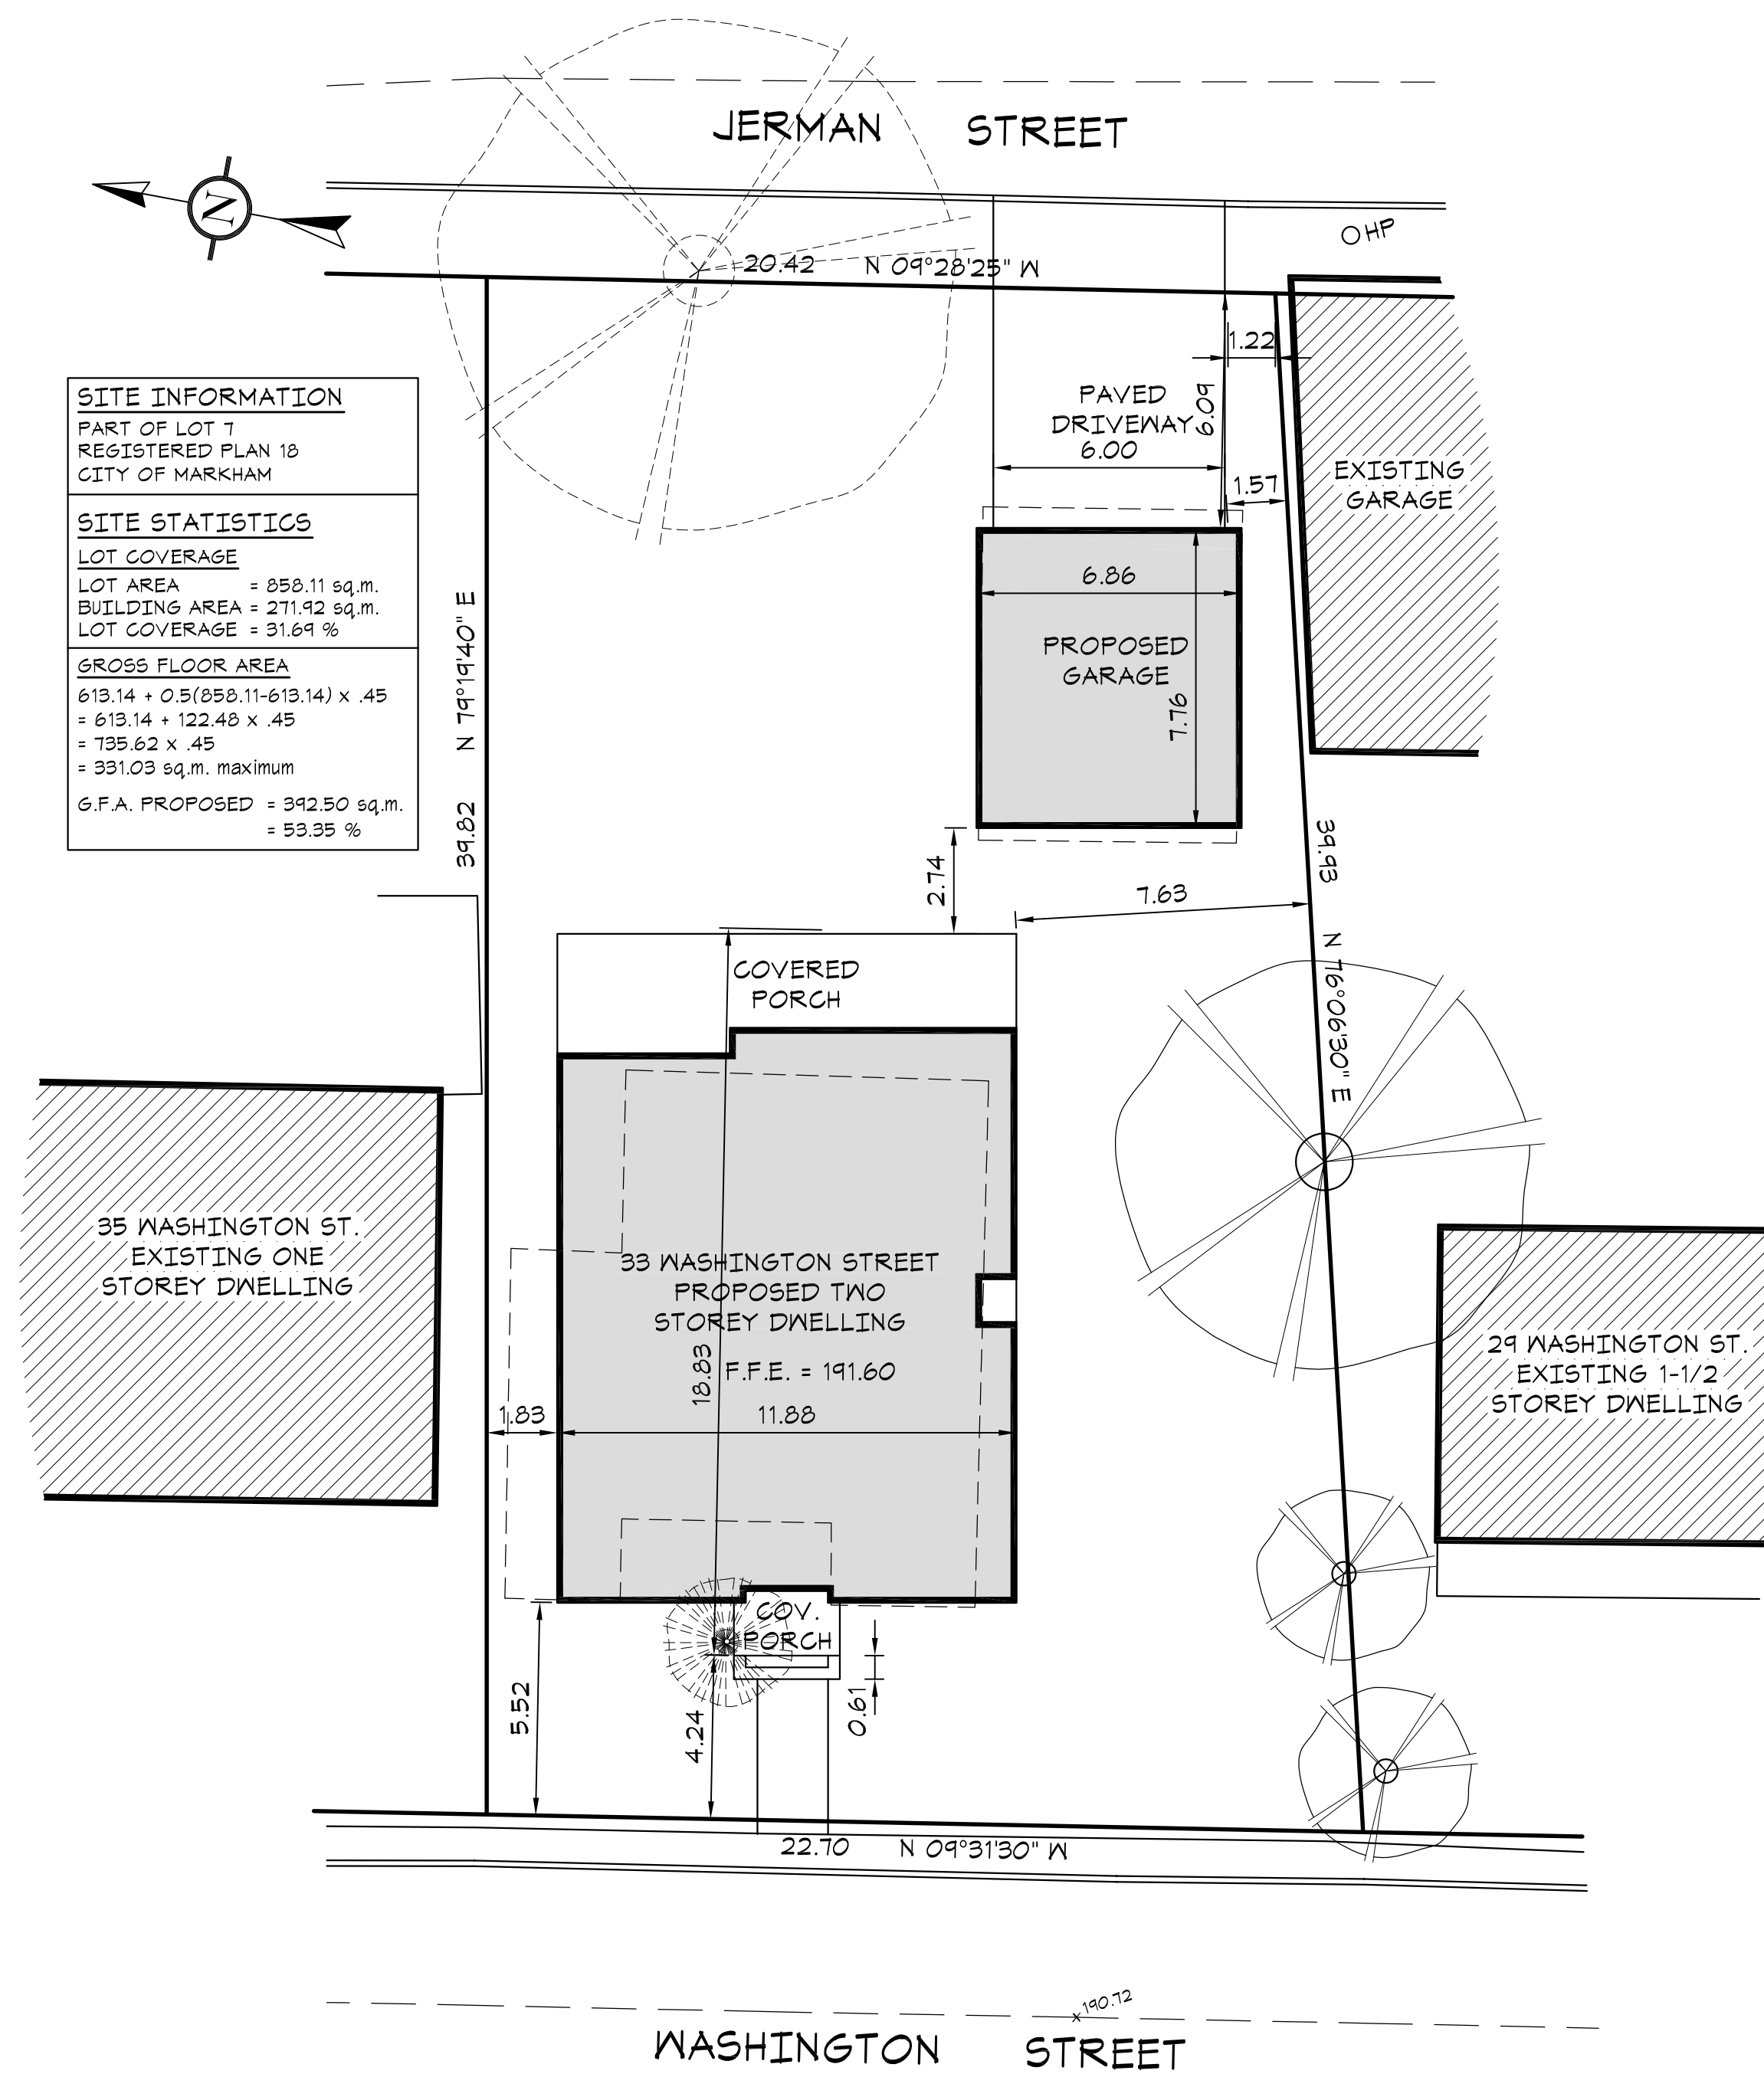 JERMAN STREET
N
HP
20.42 N 09°28'25" W
1.22
PAVED
DRIVEWAY
6.09
6.00
1.57
EXISTING
GARAGE
SITE INFORMATION
PART OF LOT 7
REGISTERED PLAN 18
CITY OF MARKHAM
SITE STATISTICS
LOT COVERAGE
LOT AREA = 858.11 sq.m.
BUILDING AREA = 271.92 sq.m.
LOT COVERAGE = 31.69 %
GROSS FLOOR AREA
613.14 + 0.5(858.11-613.14) x .45
= 613.14 + 122.48 x .45
= 735.62 x .45
= 331.03 sq.m. maximum
G.F.A. PROPOSED = 392.50 sq.m.
= 53.35 %
39.82 N 79°19'40" E
6.86
PROPOSED
GARAGE
7.76
39.93 N 76°06'30" E
2.74
7.63
COVERED
PORCH
35 WASHINGTON ST.
EXISTING ONE
STOREY DWELLING
33 WASHINGTON STREET
PROPOSED TWO
STOREY DWELLING
F.F.E. = 191.60
18.83
1.83
11.88
29 WASHINGTON ST.
EXISTING 1-1/2
STOREY DWELLING
COV.
PORCH
5.52
4.24
0.61
22.70 N 09°31'30" W
x190.72
WASHINGTON STREET